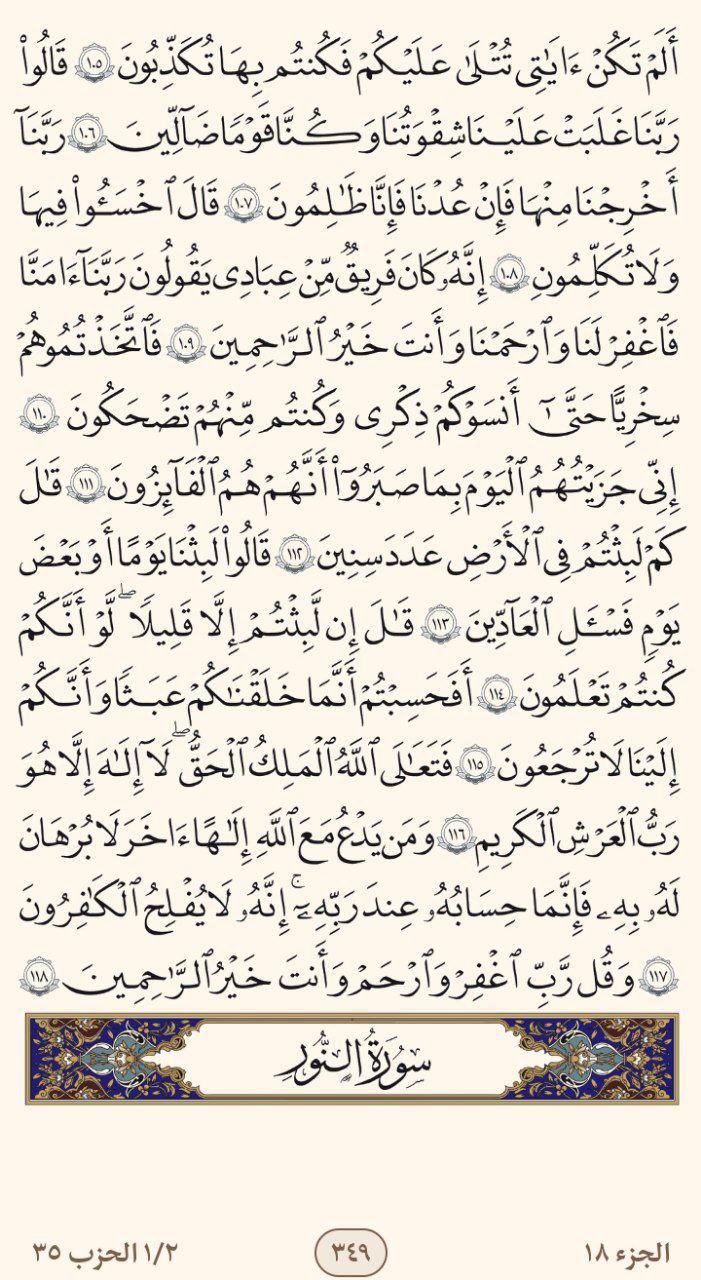 أَلَمْ تَكُنْ ءَايَٰتِى تُتْلَىٰ عَلَيْكُمْ فَكُنتُم بِهَا تُكَذِّبُونَ ١٠٥ قَالُوا۟
رَبَّنَا غَلَبَتْ عَلَيْنَا شِقْوَتُنَا وَكُنَّا قَوْمًا ضَآلِّينَ ١٠٦ رَبَّنَآ
أَخْرِجْنَا مِنْهَا فَإِنْ عُدْنَا فَإِنَّا ظَٰلِمُونَ ١٠٧ قَالَ ٱخْسَـُٔوا۟ فِيهَا
وَلَا تُكَلِّمُونِ ١٠٨ إِنَّهُۥ كَانَ فَرِيقٌ مِّنْ عِبَادِى يَقُولُونَ رَبَّنَآ ءَامَنَّا
فَٱغْفِرْ لَنَا وَٱرْحَمْنَا وَأَنتَ خَيْرُ ٱلرَّٰحِمِينَ ١٠٩ فَٱتَّخَذْتُمُوهُمْ
سِخْرِيًّا حَتَّىٰٓ أَنسَوْكُمْ ذِكْرِى وَكُنتُم مِّنْهُمْ تَضْحَكُونَ ١١٠
إِنِّى جَزَيْتُهُمُ ٱلْيَوْمَ بِمَا صَبَرُوٓا۟ أَنَّهُمْ هُمُ ٱلْفَآئِزُونَ ١١١ قَٰلَ
كَمْ لَبِثْتُمْ فِى ٱلْأَرْضِ عَدَدَ سِنِينَ ١١٢ قَالُوا۟ لَبِثْنَا يَوْمًا أَوْ بَعْضَ
يَوْمٍ فَسْـَٔلِ ٱلْعَآدِّينَ ١١٣ قَٰلَ إِن لَّبِثْتُمْ إِلَّا قَلِيلًا ۖ لَّوْ أَنَّكُمْ
كُنتُمْ تَعْلَمُونَ ١١٤ أَفَحَسِبْتُمْ أَنَّمَا خَلَقْنَٰكُمْ عَبَثًا وَأَنَّكُمْ
إِلَيْنَا لَا تُرْجَعُونَ ١١٥ فَتَعَٰلَى ٱللَّهُ ٱلْمَلِكُ ٱلْحَقُّ ۖ لَآ إِلَٰهَ إِلَّا هُوَ
رَبُّ ٱلْعَرْشِ ٱلْكَرِيمِ ١١٦ وَمَن يَدْعُ مَعَ ٱللَّهِ إِلَٰهًا ءَاخَرَ لَا بُرْهَٰنَ
لَهُۥ بِهِۦ فَإِنَّمَا حِسَابُهُۥ عِندَ رَبِّهِۦٓ ۚ إِنَّهُۥ لَا يُفْلِحُ ٱلْكَٰفِرُونَ
١١٧ وَقُل رَّبِّ ٱغْفِرْ وَٱرْحَمْ وَأَنتَ خَيْرُ ٱلرَّٰحِمِينَ ١١٨
سُورَةُ النُّورِ
الجزء ١٨ ٣٤٩ ١/٢ الحزب ٣٥